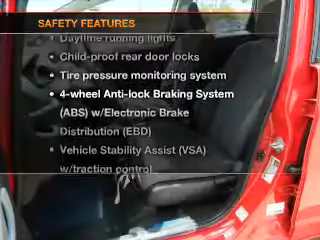 SAFETY FEATURES
• Daytime running lights
• Child-proof rear door locks
• Tire pressure monitoring system
• 4-wheel Anti-lock Braking System
(ABS) w/Electronic Brake
Distribution (EBD)
• Vehicle Stability Assist (VSA)
w/traction control